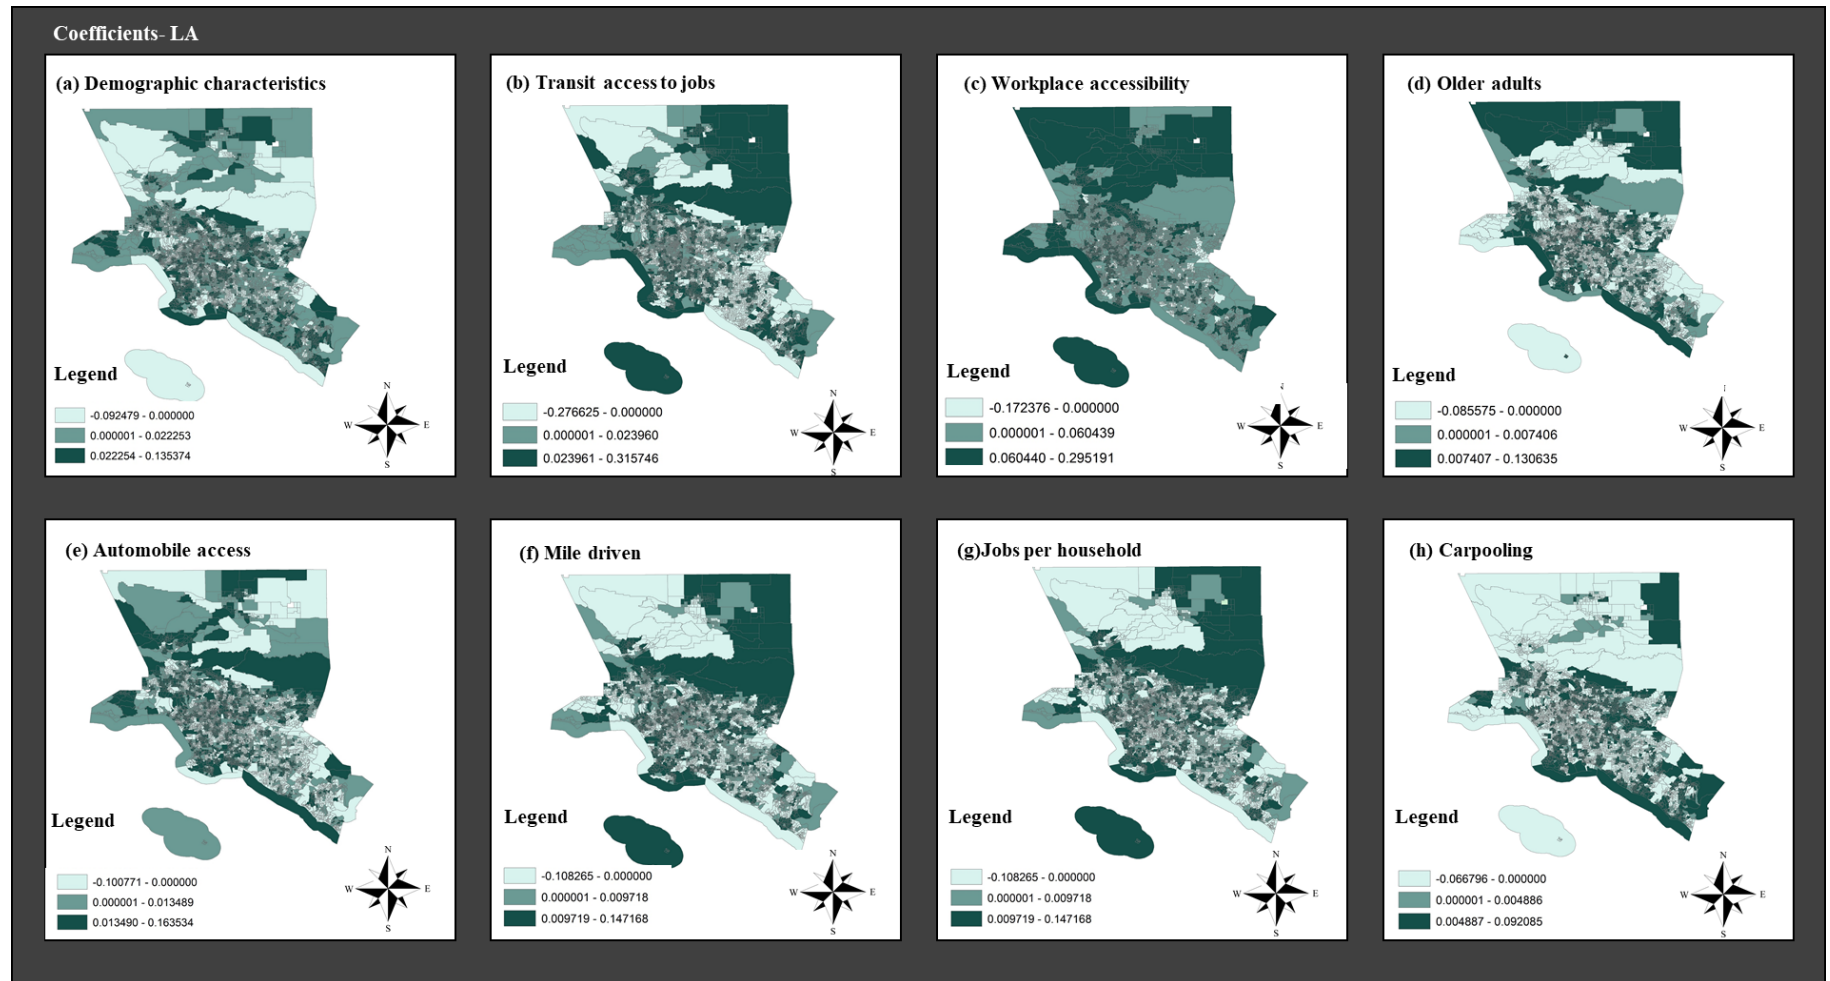 Coefficients- LA
(a) Demographic characteristics
Legend
-0.092479 - 0.000000
0.000001 - 0.022253
0.022254 - 0.135374
N
W
E
S
(b) Transit access to jobs
Legend
-0.276625 - 0.000000
0.000001 - 0.023960
0.023961 - 0.315746
N
W
E
S
(c) Workplace accessibility
Legend
-0.172376 - 0.000000
0.000001 - 0.060439
0.060440 - 0.295191
W
E
S
(d) Older adults
Legend
-0.085575 - 0.000000
0.000001 - 0.007406
0.007407 - 0.130635
W
E
S
(e) Automobile access
Legend
-0.100771 - 0.000000
0.000001 - 0.013489
0.013490 - 0.163534
N
W
E
S
(f) Mile driven
Legend
-0.108265 - 0.000000
0.000001 - 0.009718
0.009719 - 0.147168
N
W
E
S
(g)Jobs per household
Legend
-0.108265 - 0.000000
0.000001 - 0.009718
0.009719 - 0.147168
N
W
E
S
(h) Carpooling
Legend
-0.066796 - 0.000000
0.000001 - 0.004886
0.004887 - 0.092085
N
W
E
S